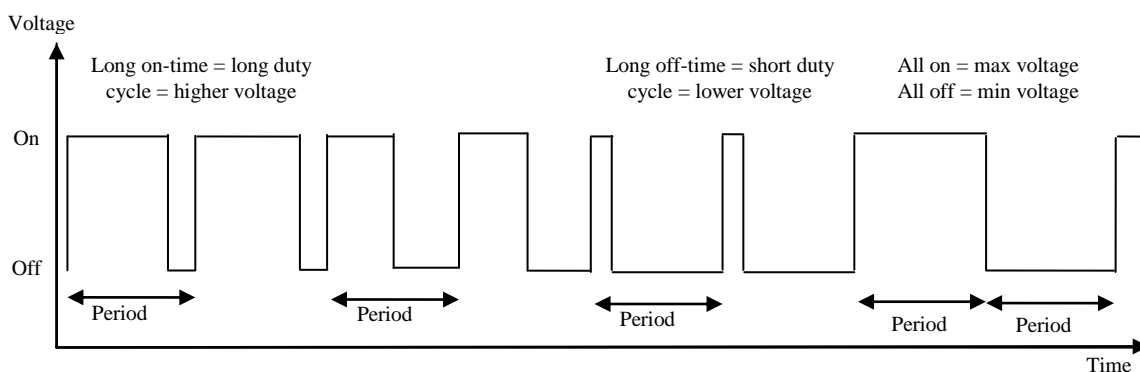 Voltage
Long on-time = long duty
cycle = higher voltage
Long off-time = short duty
cycle = lower voltage
All on = max voltage
All off = min voltage
On
Off
Period
Period
Period
Period
Period
Time